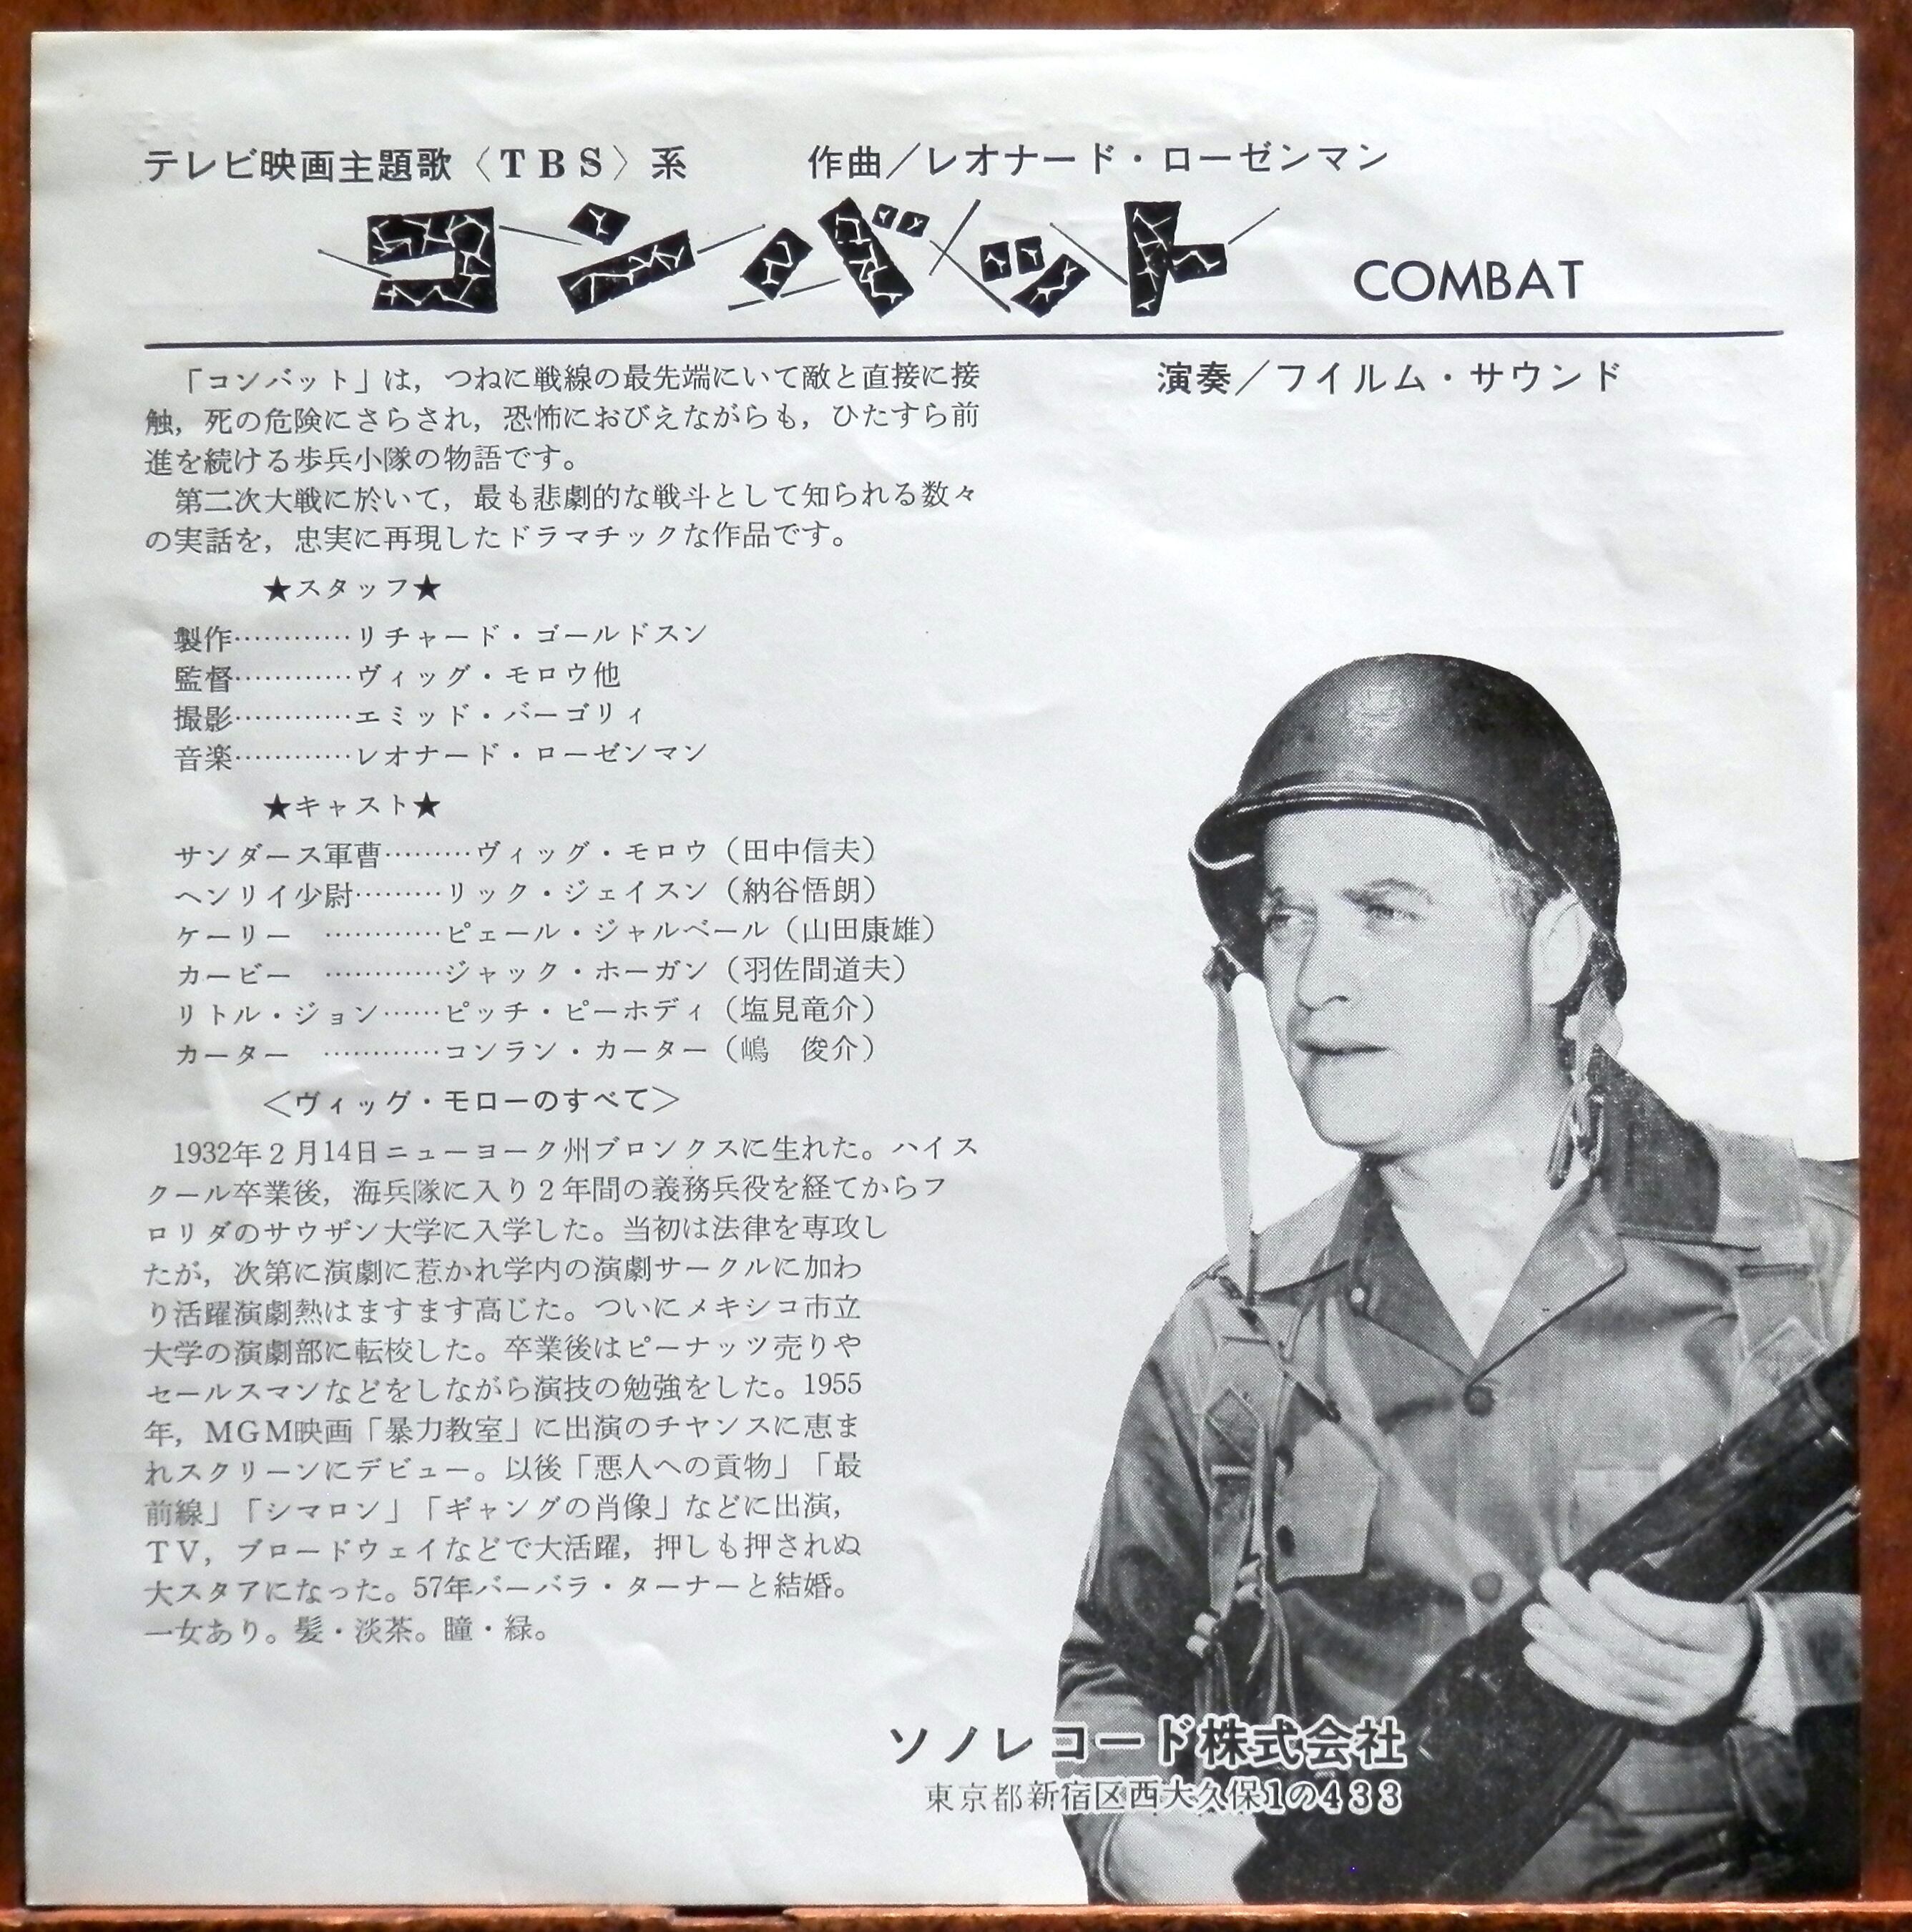 テレビ映画主題歌〈TBS〉系　　作曲／レオナード・ローゼンマン
コンバット　COMBAT
演奏／フイルム・サウンド
「コンバット」は，つねに戦線の最先端にいて敵と直接に接
触，死の危険にさらされ，恐怖におびえながらも，ひたすら前
進を続ける歩兵小隊の物語です。
第二次大戦に於いて，最も悲劇的な戦斗として知られる数々
の実話を，忠実に再現したドラマチックな作品です。
★スタッフ★
製作…………リチャード・ゴールドスン
監督…………ヴィッグ・モロウ他
撮影…………エミッド・バーゴリィ
音楽…………レオナード・ローゼンマン
★キャスト★
サンダース軍曹………ヴィッグ・モロウ（田中信夫）
ヘンリイ少尉………リック・ジェイスン（納谷悟朗）
ケーリー　…………ピェール・ジャルベール（山田康雄）
カービー　…………ジャック・ホーガン（羽佐間道夫）
リトル・ジョン……ピッチ・ピーホディ（塩見竜介）
カーター　…………コンラン・カーター（嶋　俊介）
＜ヴィッグ・モローのすべて＞
1932年２月14日ニューヨーク州ブロンクスに生れた。ハイス
クール卒業後，海兵隊に入り２年間の義務兵役を経てからフ
ロリダのサウザン大学に入学した。当初は法律を専攻し
たが，次第に演劇に惹かれ学内の演劇サークルに加わ
り活躍演劇熱はますます高じた。ついにメキシコ市立
大学の演劇部に転校した。卒業後はピーナッツ売りや
セールスマンなどをしながら演技の勉強をした。1955
年，MGM映画「暴力教室」に出演のチヤンスに恵ま
れスクリーンにデビュー。以後「悪人への貢物」「最
前線」「シマロン」「ギャングの肖像」などに出演，
TV，ブロードウェイなどで大活躍，押しも押されぬ
大スタアになった。57年バーバラ・ターナーと結婚。
一女あり。髪・淡茶。瞳・緑。
ソノレコード株式会社
東京都新宿区西大久保1の433